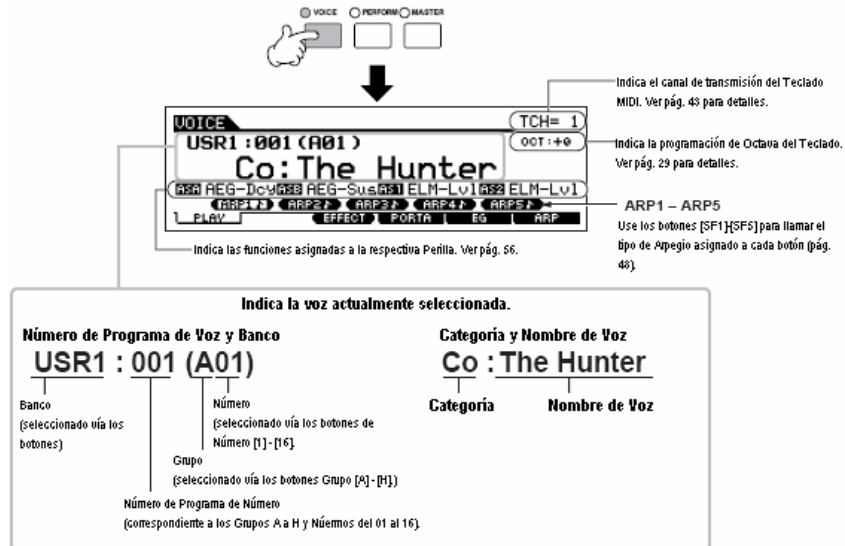 VOICE PERFORM MASTER
Indica el canal de transmisión del Teclado
MIDI. Ver pág. 43 para detalles.
VOICE
TCH= 1
USR1:001(A01)
OCT:+0
Indica la programación de Octava del Teclado.
Ver pág. 29 para detalles.
Co:The Hunter
ASA AEG-Dcy ASB AEG-Sus AS1 ELM-Lvl AS2 ELM-Lvl
ARP1♪ ARP2♪ ARP3♪ ARP4♪ ARP5♪
ARP1 – ARP5
PLAY EFFECT PORTA EG ARP
Use los botones [SF1]-[SF5] para llamar el
tipo de Arpegio asignado a cada botón (pág.
48).
Indica las funciones asignadas a la respectiva Perilla. Ver pág. 56.
Indica la voz actualmente seleccionada.
Número de Programa de Voz y Banco
USR1 : 001 (A01)
Banco
(seleccionado vía los
botones)
Número
(seleccionado vía los botones de
Número [1] - [16].
Grupo
(seleccionado vía los botones Grupo [A] - [H].)
Número de Programa de Número
(correspondiente a los Grupos A a H y Núermos del 01 al 16).
Categoría y Nombre de Voz
Co : The Hunter
Categoría
Nombre de Voz